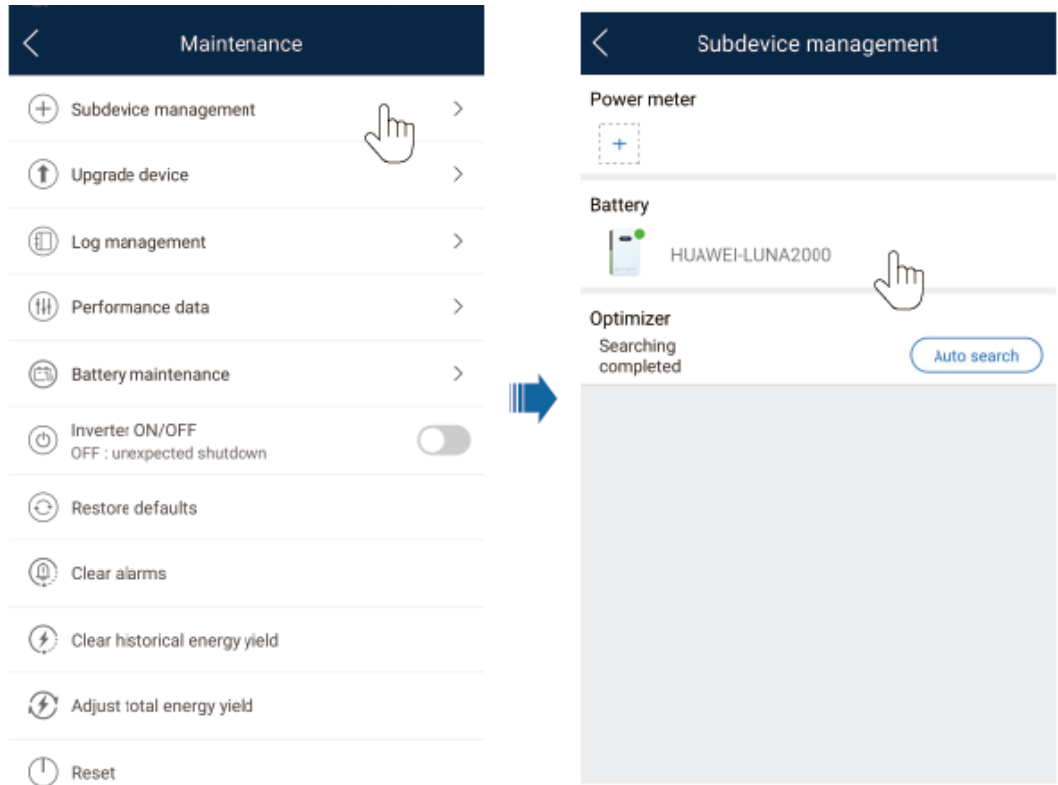 Maintenance
Subdevice management
Upgrade device
Log management
Performance data
Battery maintenance
Inverter ON/OFF
OFF : unexpected shutdown
Restore defaults
Clear alarms
Clear historical energy yield
Adjust total energy yield
Reset
Subdevice management
Power meter
Battery
HUAWEI-LUNA2000
Optimizer
Searching
completed
Auto search